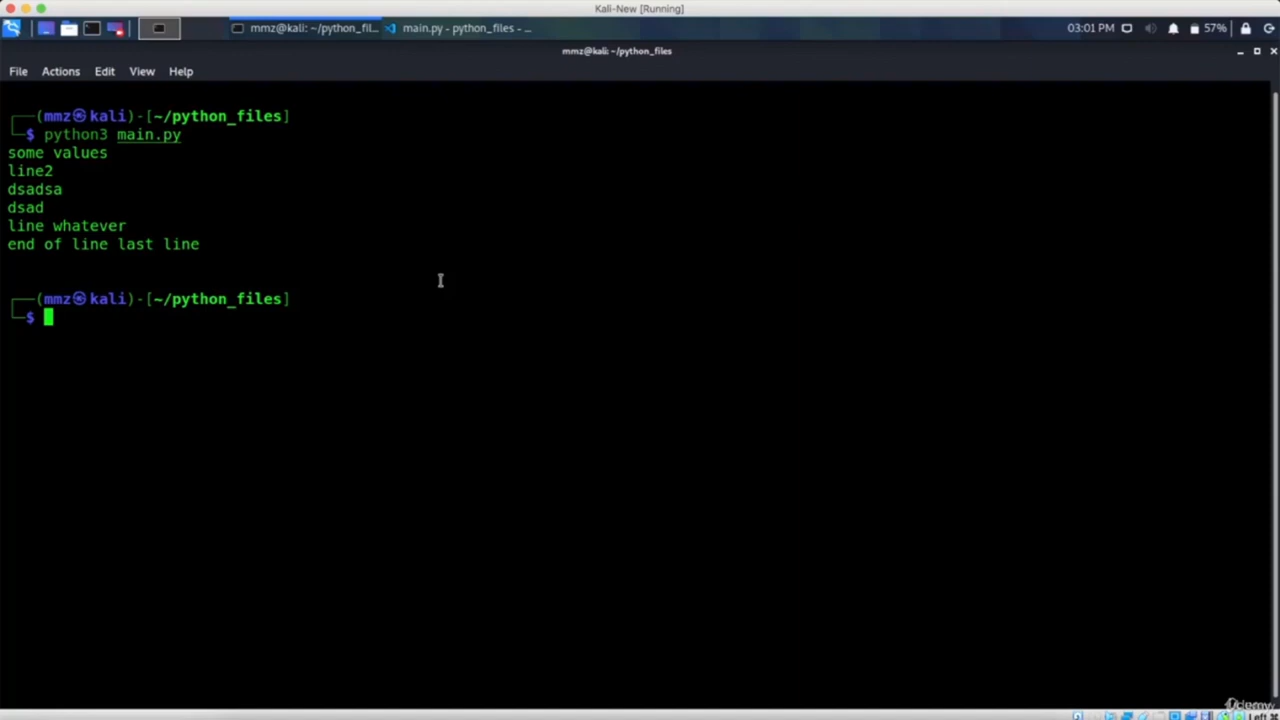 Kali-New [Running]
mmz@kali: ~/python_fil... main.py - python_files - ... 03:01 PM 57%
mmz@kali: ~/python_files
File Actions Edit View Help
(mmz㉿kali)-[~/python_files]
$ python3 main.py
some values
line2
dsadsa
dsad
line whatever
end of line last line
(mmz㉿kali)-[~/python_files]
$
Udemy
Left ⌘